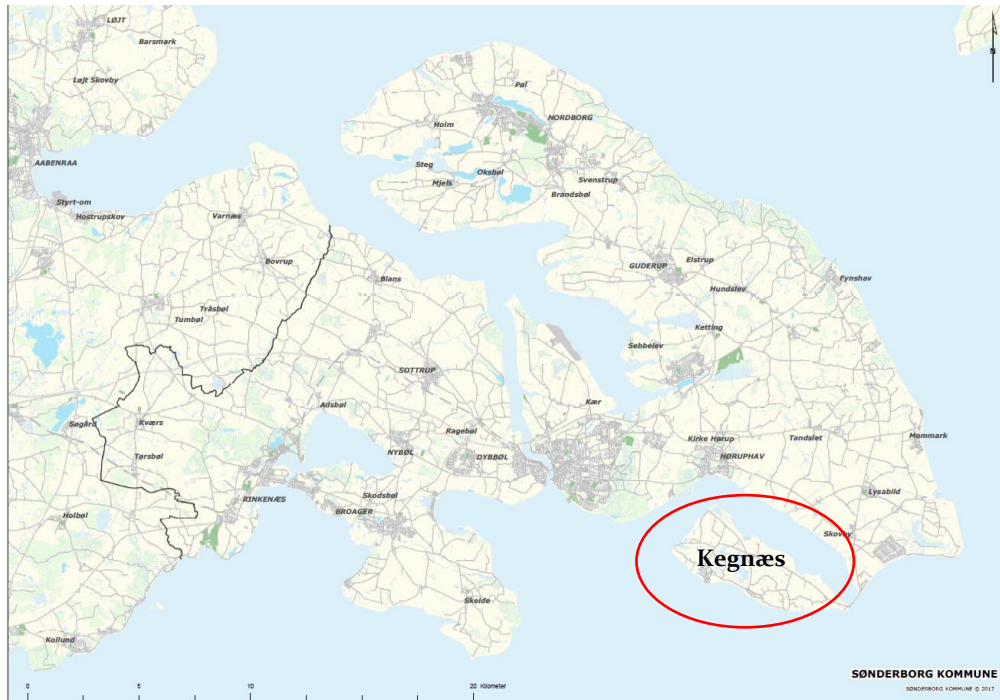 LØJT
Barsmark
Løjt Skovby
N
Pøl
NORDBORG
Holm
AABENRAA
Steg
Oksbøl
Mjels
Svenstrup
Brandsbøl
Styrt-om
Hostrupskov
Varnæs
Bovrup
Elstrup
GUDERUP
Fynshav
Blans
Hundslev
Tråsbøl
Tumbøl
Ketting
Sebbelev
SOTTRUP
Kær
Adsbøl
Søgård
Kværs
Ragebøl
Kirke Hørup
Tandslet
Mommark
NYBØL
DYBBØL
HØRUPHAV
Tørsbøl
Skodsbøl
Lysabild
RINKENÆS
BROAGER
Holbøl
Skovby
Kegnæs
Skelde
Kollund
SØNDERBORG KOMMUNE
SØNDERBORG KOMMUNE © 2017
0 5 10 20 Kilometer